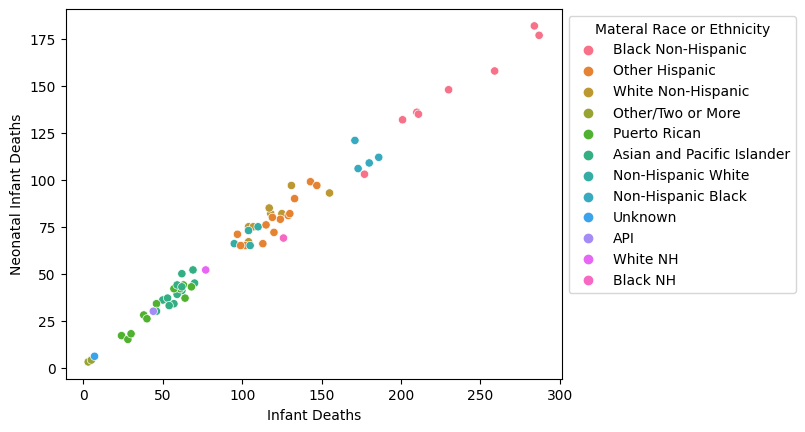 Materal Race or Ethnicity
Black Non-Hispanic
Other Hispanic
White Non-Hispanic
Other/Two or More
Puerto Rican
Asian and Pacific Islander
Non-Hispanic White
Non-Hispanic Black
Unknown
API
White NH
Black NH
Neonatal Infant Deaths
175
150
125
100
75
50
25
0
0 50 100 150 200 250 300
Infant Deaths